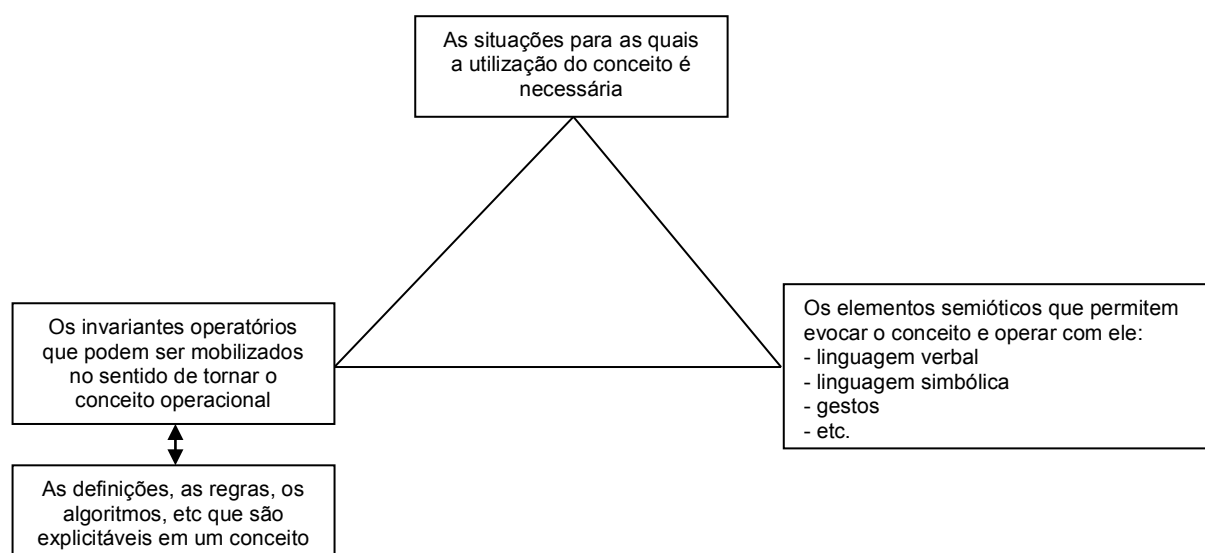 As situações para as quais
a utilização do conceito é
necessária
Os invariantes operatórios
que podem ser mobilizados
no sentido de tornar o
conceito operacional
Os elementos semióticos que permitem
evocar o conceito e operar com ele:
- linguagem verbal
- linguagem simbólica
- gestos
- etc.
As definições, as regras, os
algoritmos, etc que são
explicitáveis em um conceito